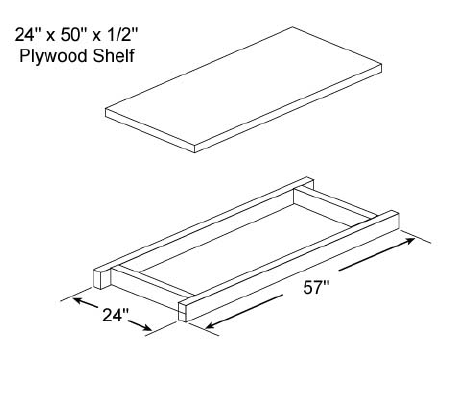 24" x 50" x 1/2"
Plywood Shelf
57"
24"